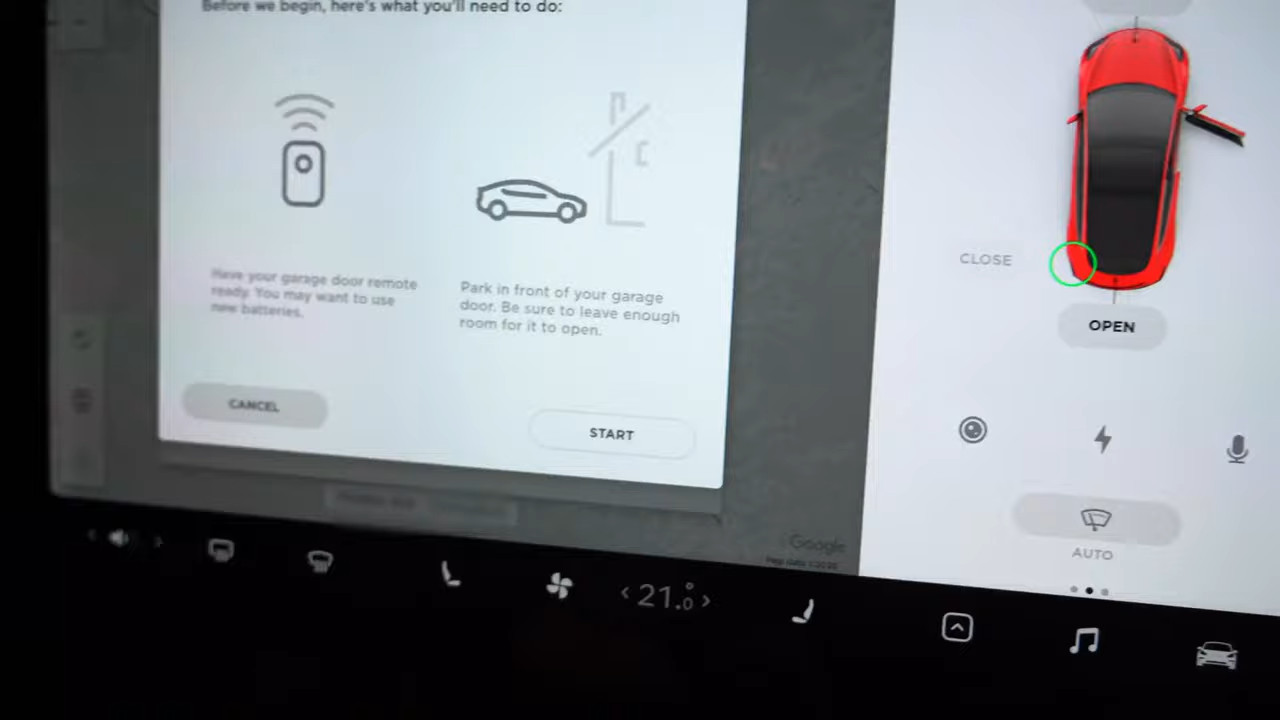 Before we begin, here's what you'll need to do:
Have your garage door remote
ready. You may want to use
new batteries.
Park in front of your garage
door. Be sure to leave enough
room for it to open.
CANCEL
START
CLOSE
OPEN
AUTO
Google
21.0